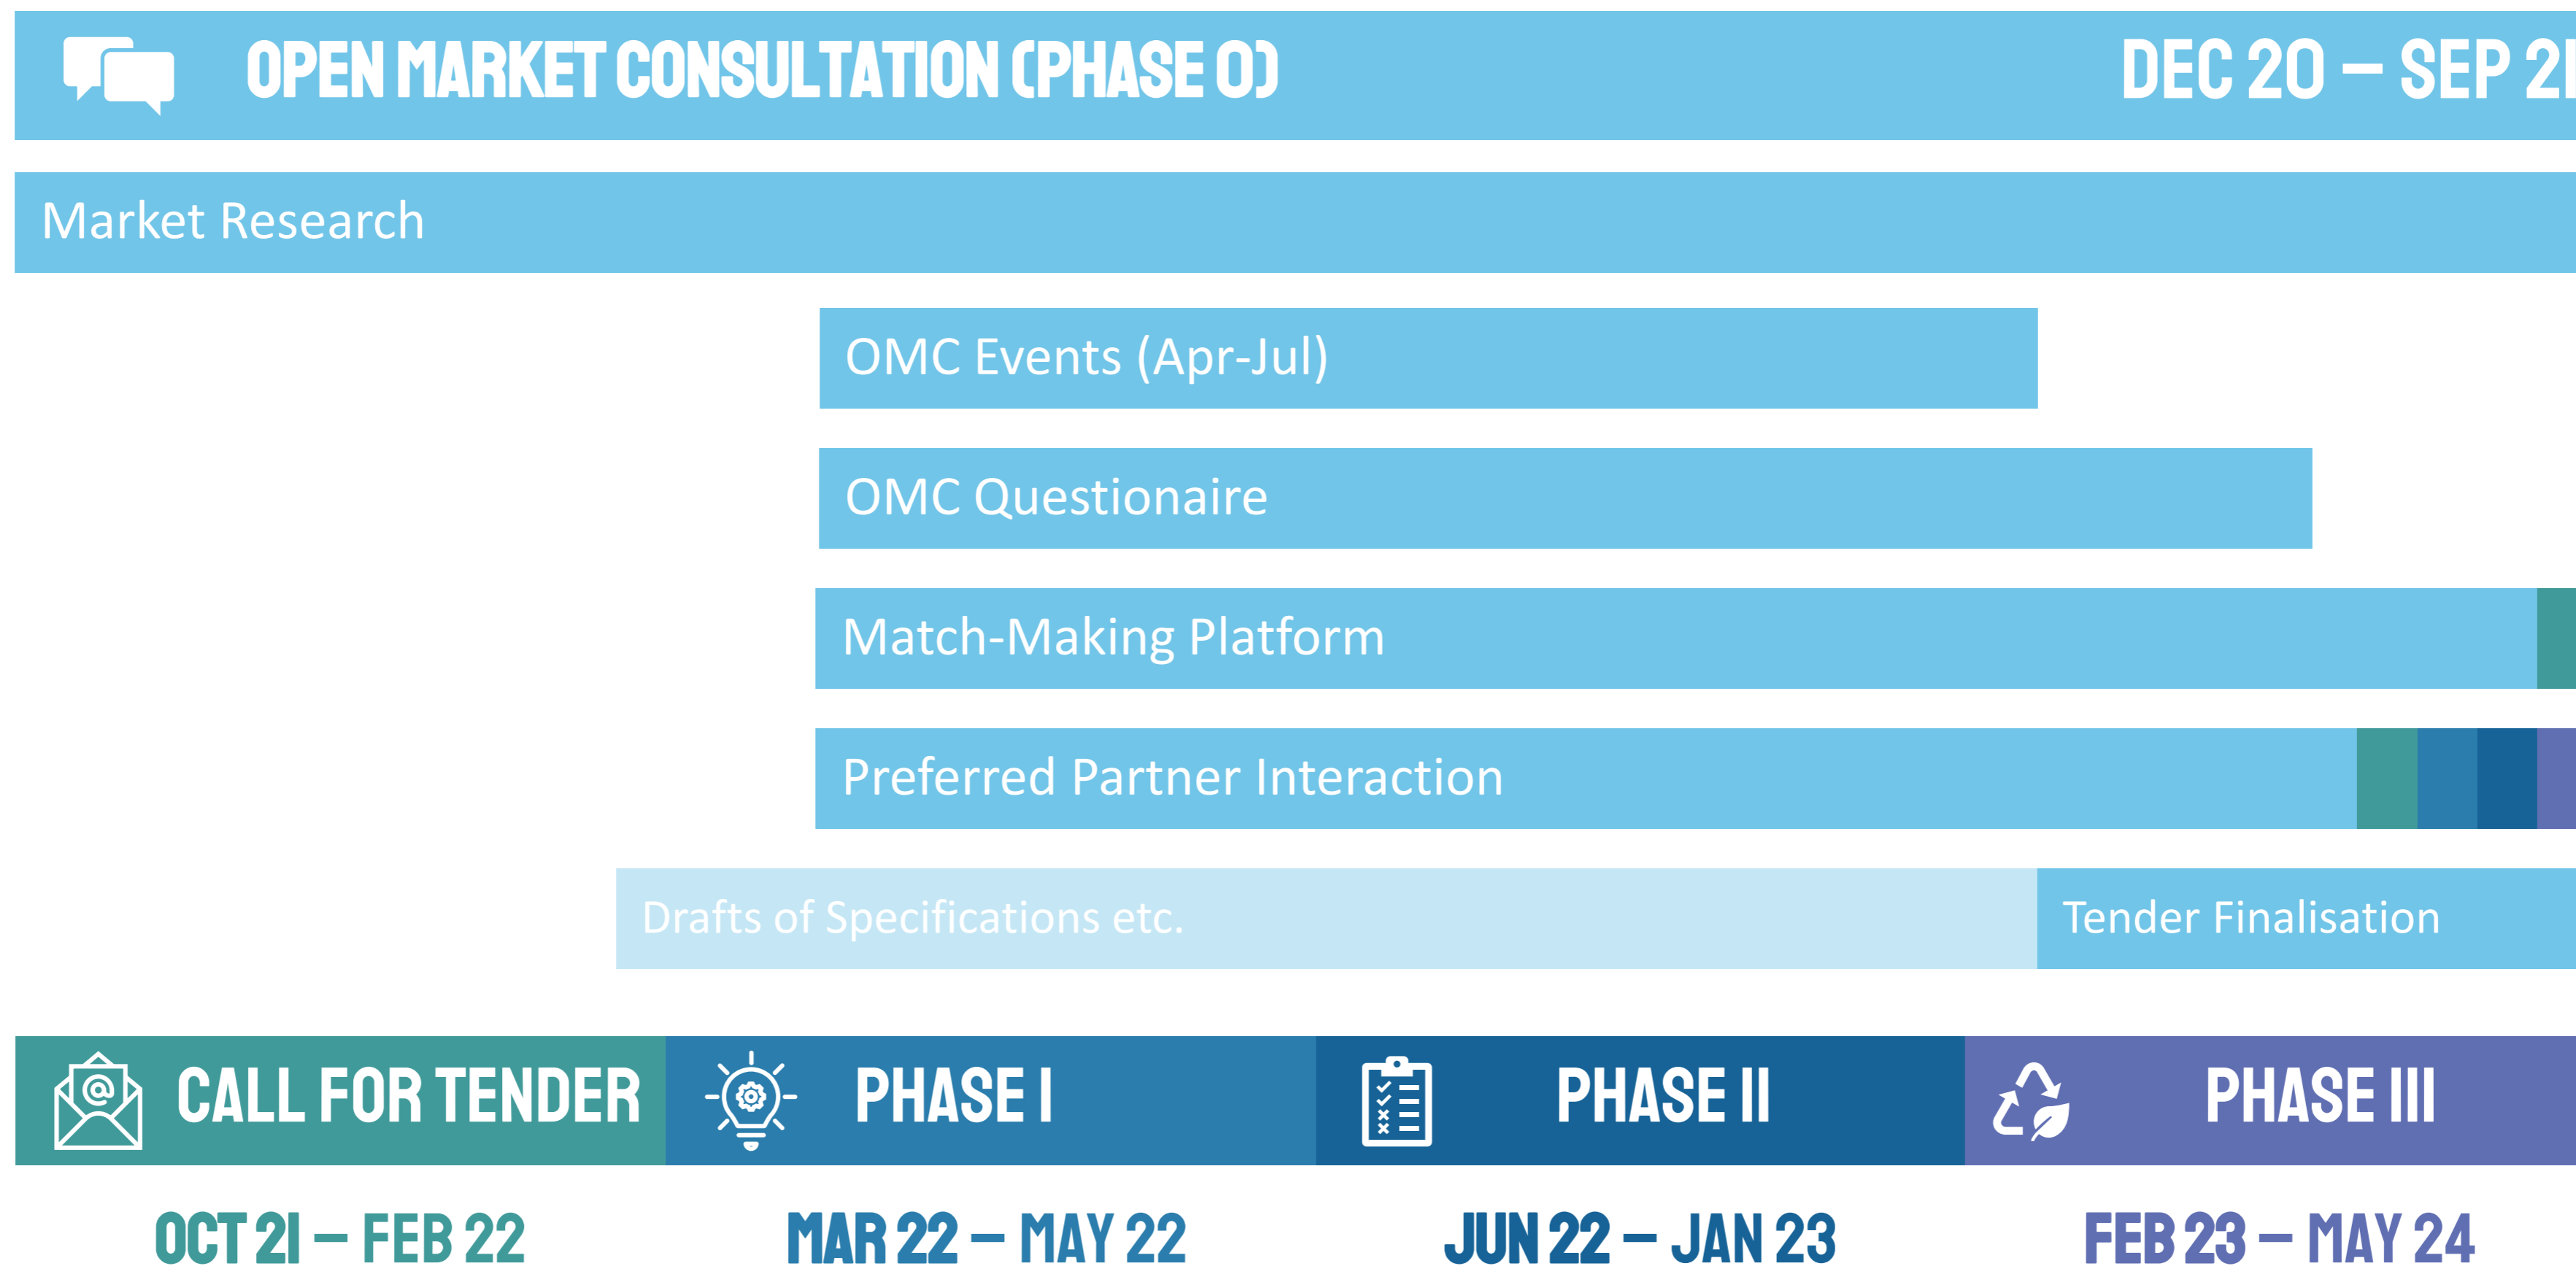 OPEN MARKET CONSULTATION (PHASE 0)
DEC 20 – SEP 21
Market Research
OMC Events (Apr-Jul)
OMC Questionaire
Match-Making Platform
Preferred Partner Interaction
Drafts of Specifications etc.
Tender Finalisation
CALL FOR TENDER
PHASE I
PHASE II
PHASE III
OCT 21 – FEB 22
MAR 22 – MAY 22
JUN 22 – JAN 23
FEB 23 – MAY 24